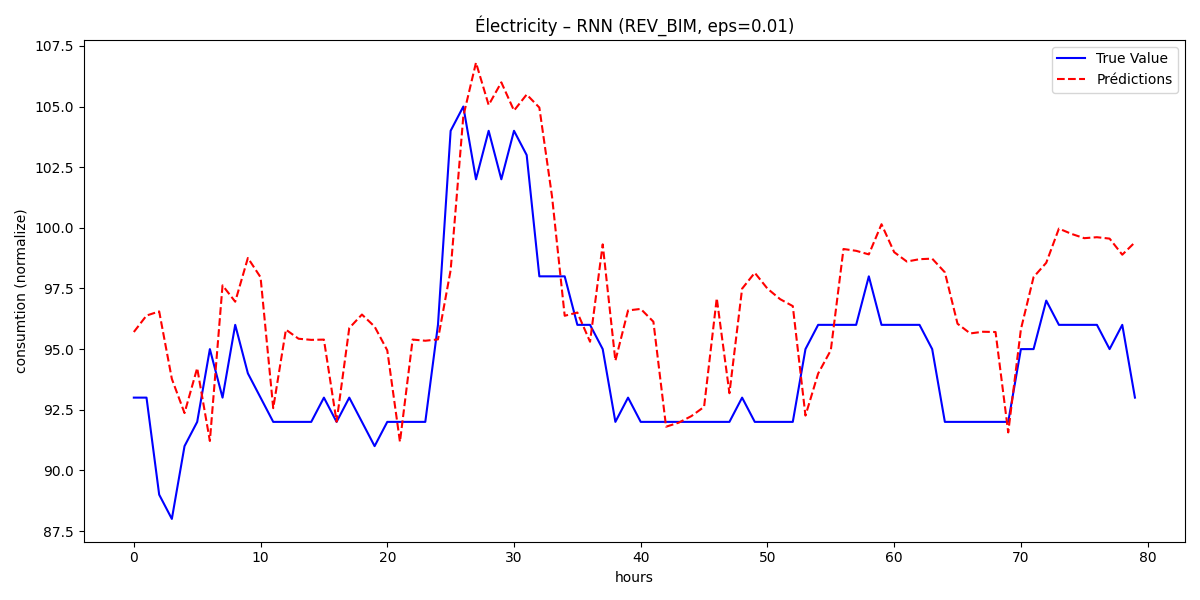 Électricity – RNN (REV_BIM, eps=0.01)
True Value
Prédictions
consumtion (normalize)
107.5
105.0
102.5
100.0
97.5
95.0
92.5
90.0
87.5
0 10 20 30 40 50 60 70 80
hours